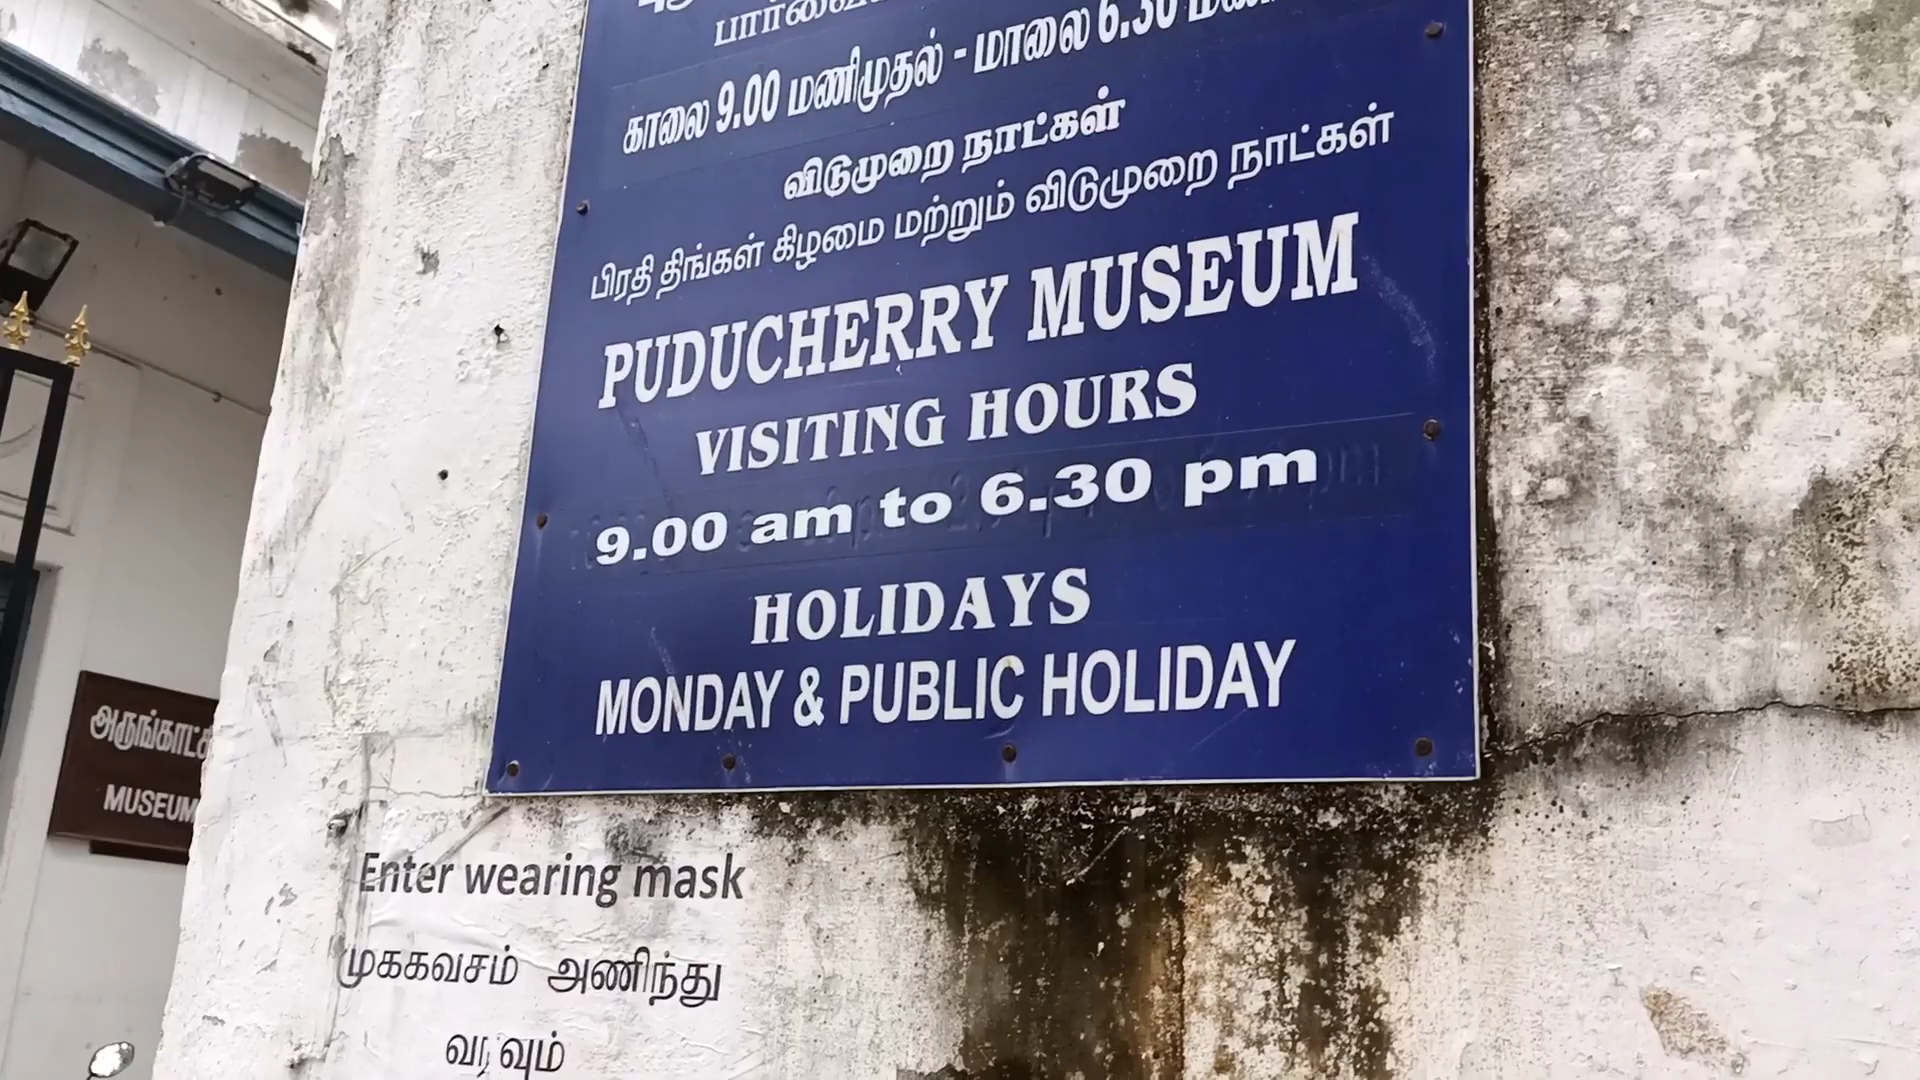 காலை 9.00 மணிமுதல் - மாலை 6.30
விடுமுறை நாட்கள்
பிரதி திங்கள் கிழமை மற்றும் விடுமுறை நாட்கள்
PUDUCHERRY MUSEUM
VISITING HOURS
9.00 am to 6.30 pm
HOLIDAYS
MONDAY & PUBLIC HOLIDAY
MUSEUM
Enter wearing mask
முககவசம் அணிந்து